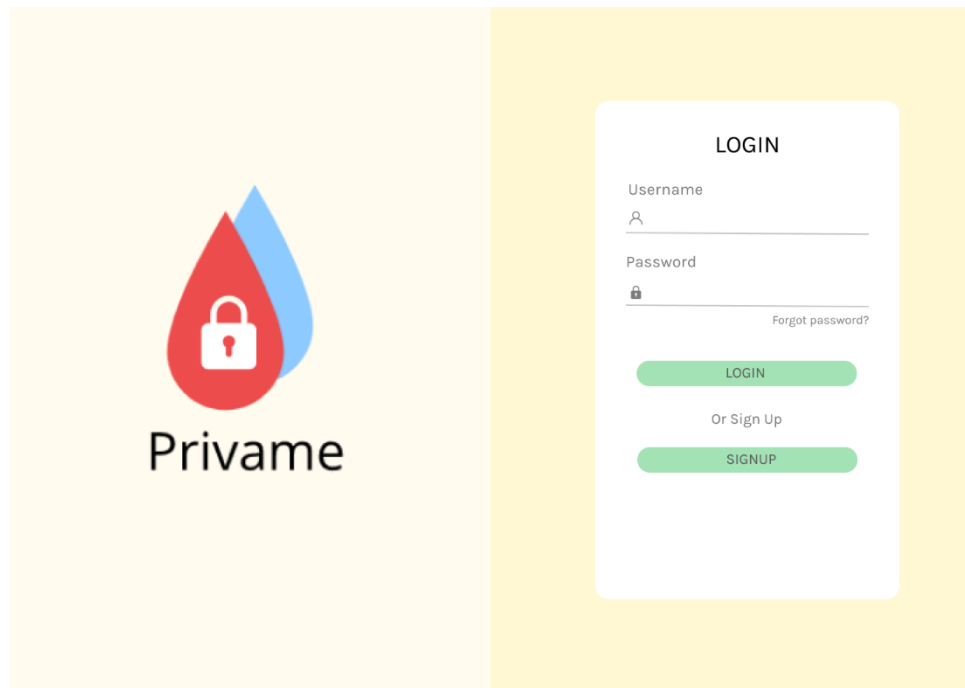 Privame
LOGIN
Username
Password
Forgot password?
LOGIN
Or Sign Up
SIGNUP